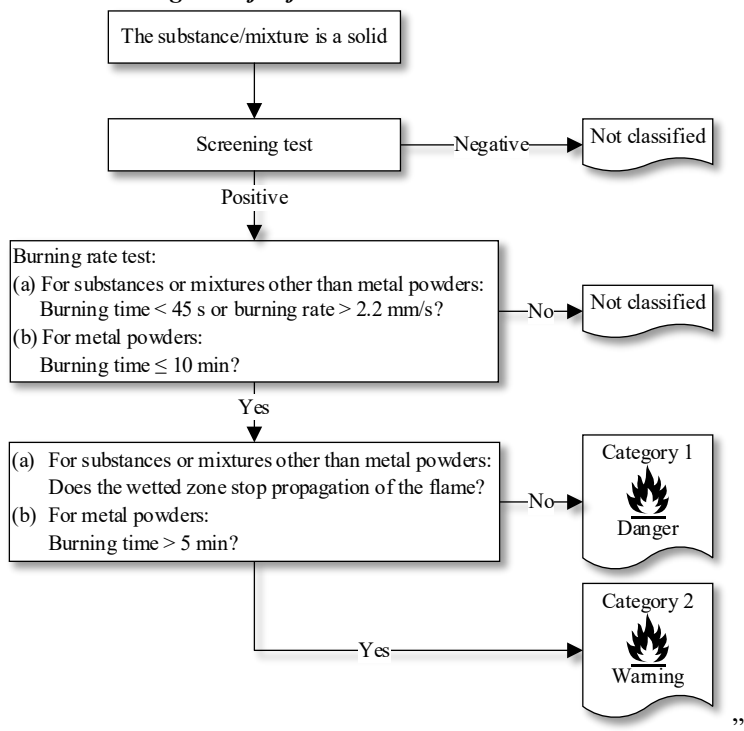 The substance/mixture is a solid
Screening test
Negative
Not classified
Positive
Burning rate test:
(a) For substances or mixtures other than metal powders:
Burning time < 45 s or burning rate > 2.2 mm/s?
(b) For metal powders:
Burning time ≤ 10 min?
No
Not classified
Yes
(a) For substances or mixtures other than metal powders:
Does the wetted zone stop propagation of the flame?
(b) For metal powders:
Burning time > 5 min?
No
Category 1
Danger
Yes
Category 2
Warning
”